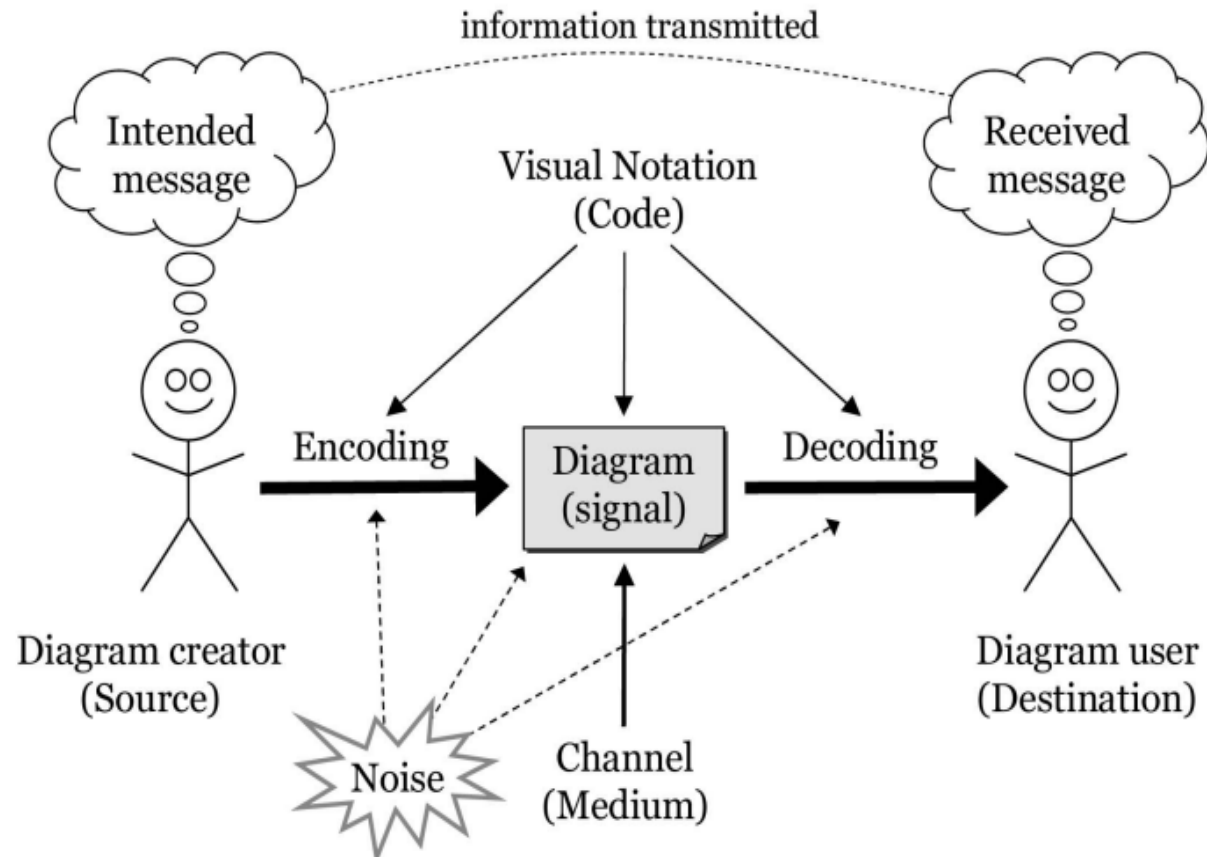 information transmitted
Intended
message
Received
message
Visual Notation
(Code)
Encoding
Diagram
(signal)
Decoding
Diagram creator
(Source)
Noise
Channel
(Medium)
Diagram user
(Destination)